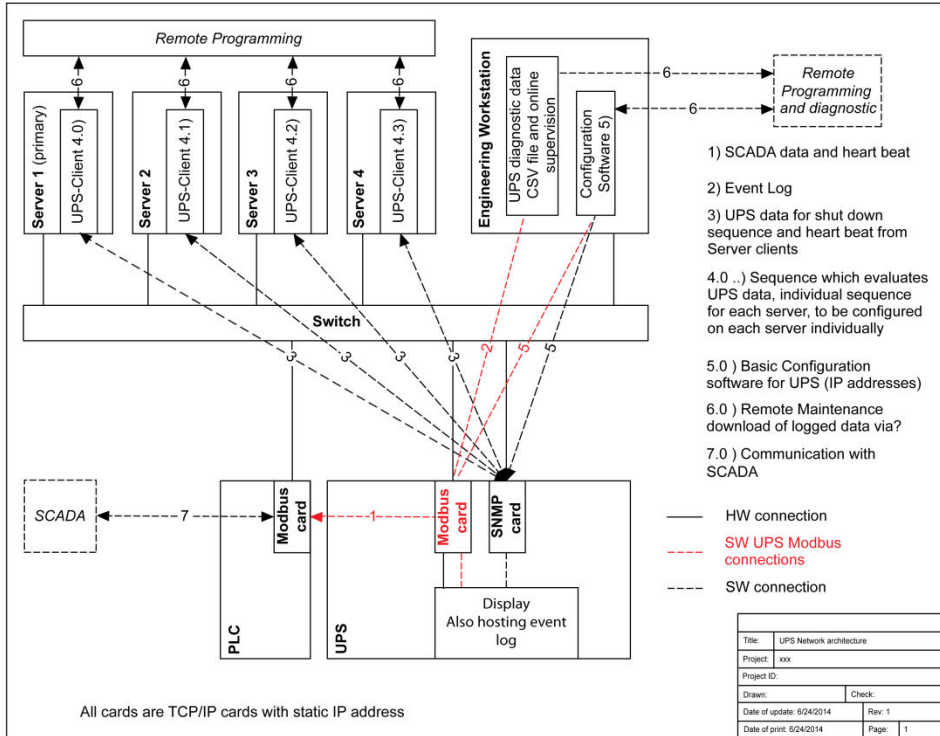 Remote Programming
6
6
6
6
Server 1 (primary)
UPS-Client 4.0)
Server 2
UPS-Client 4.1)
Server 3
UPS-Client 4.2)
Server 4
UPS-Client 4.3)
Engineering Workstation
UPS diagnostic data
CSV file and online
supervision
Configuration
Software 5)
6
6
Remote
Programming
and diagnostic
1) SCADA data and heart beat
2) Event Log
3) UPS data for shut down
sequence and heart beat from
Server clients
4.0 ..) Sequence which evaluates
UPS data, individual sequence
for each server, to be configured
on each server individually
5.0 ) Basic Configuration
software for UPS (IP addresses)
6.0 ) Remote Maintenance
download of logged data via?
7.0 ) Communication with
SCADA
Switch
3
3
3
3
2
5
5
SCADA
7
Modbus
card
1
Modbus
card
SNMP
card
PLC
UPS
Display
Also hosting event
log
HW connection
SW UPS Modbus
connections
SW connection
All cards are TCP/IP cards with static IP address
Title: UPS Network architecture
Project: xxx
Project ID:
Drawn: Check:
Date of update: 6/24/2014 Rev: 1
Date of print: 6/24/2014 Page: 1